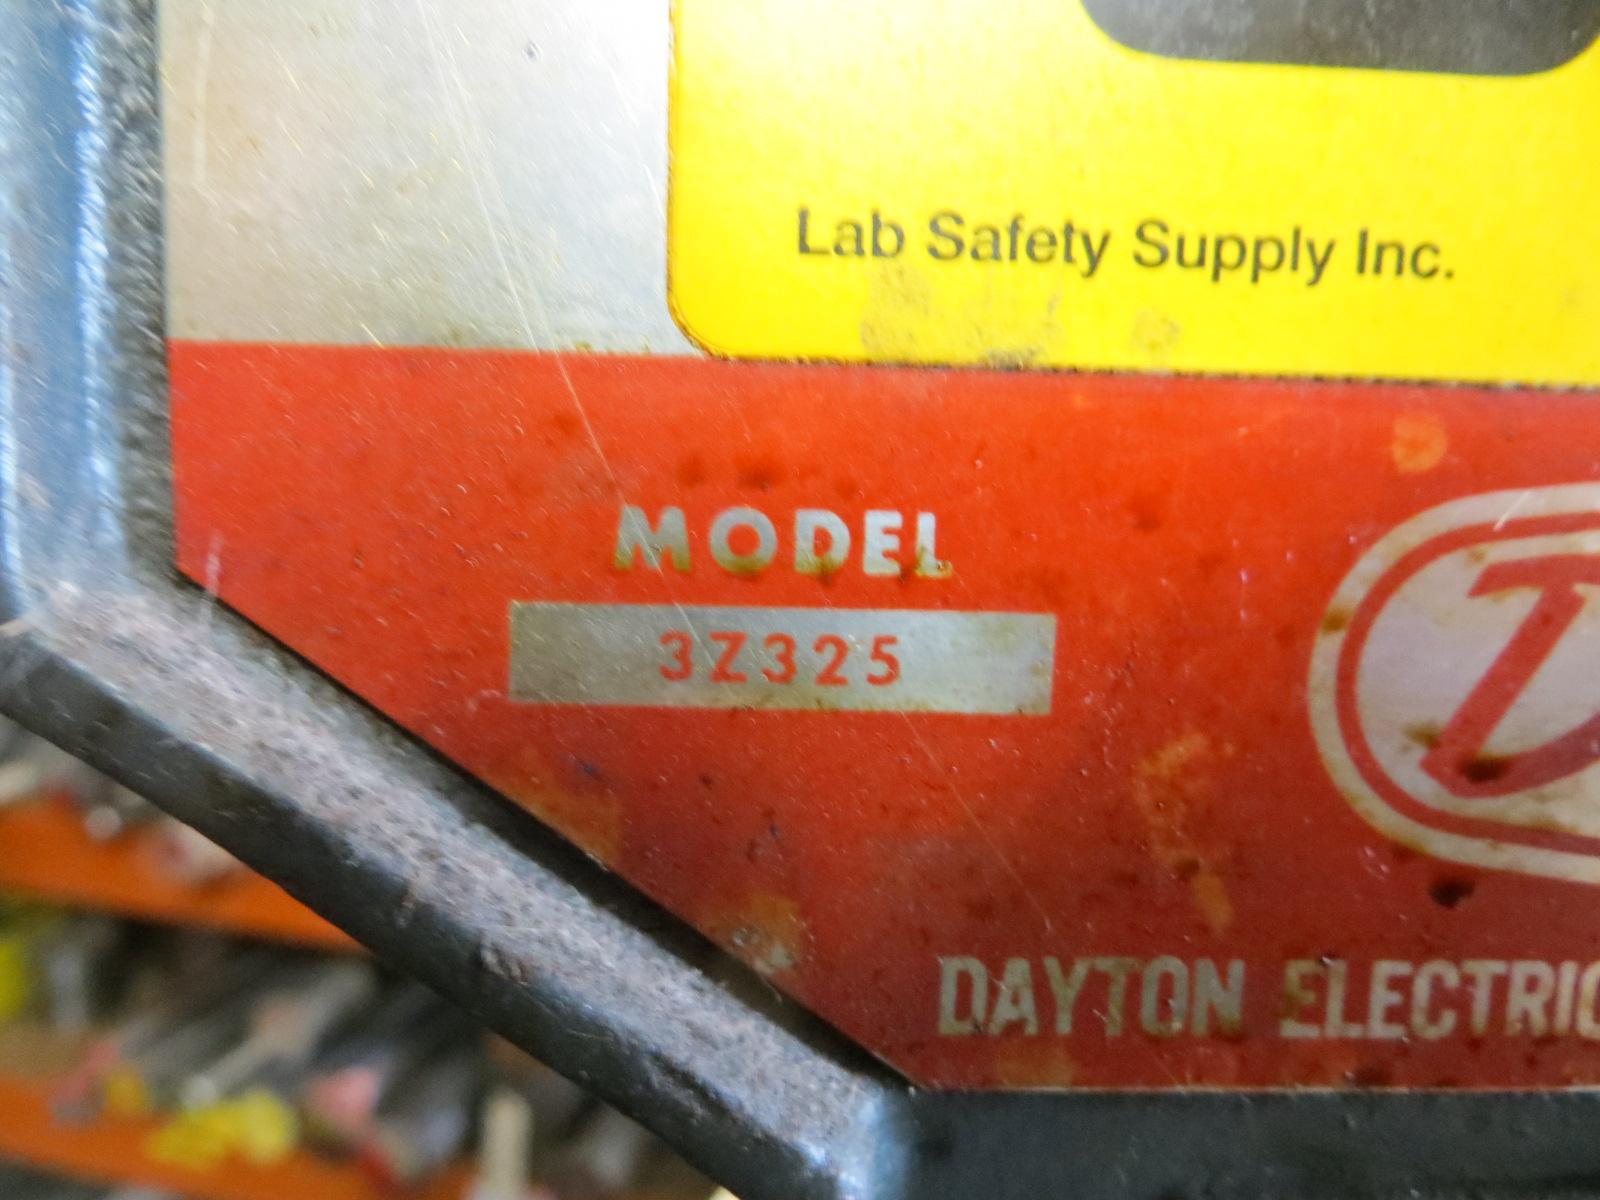 Lab Safety Supply Inc.
MODEL
3Z325
D
DAYTON ELECTRIC